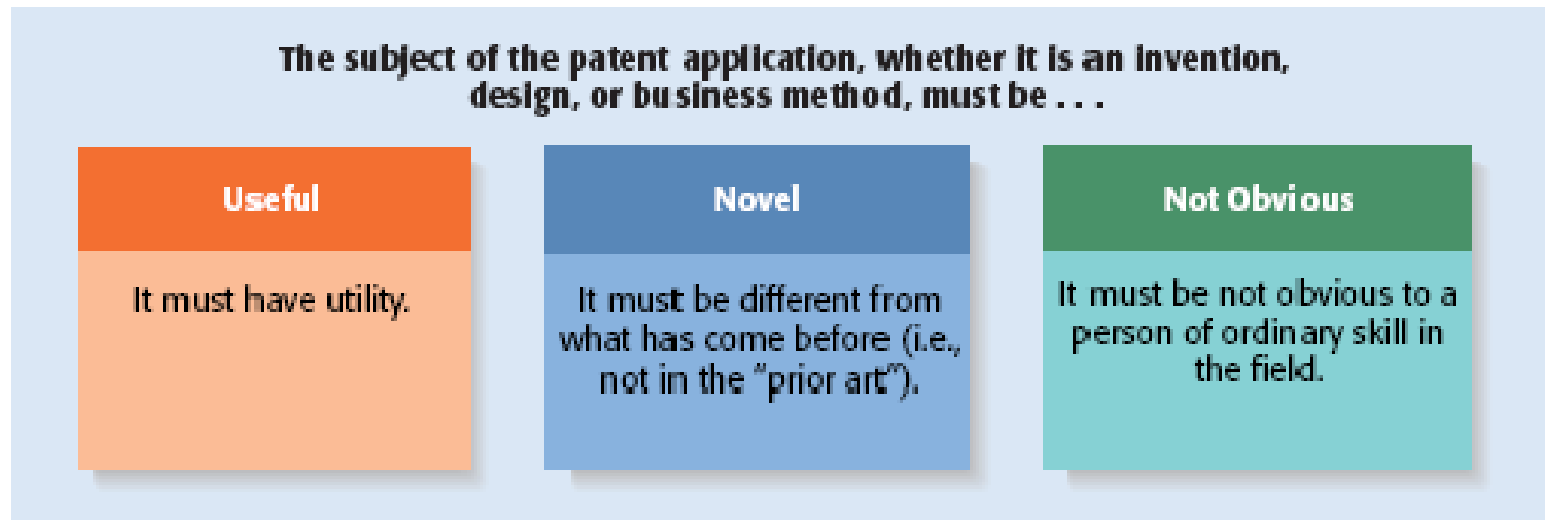 The subject of the patent application, whether it is an invention,
design, or business method, must be . . .
Useful
It must have utility.
Novel
It must be different from
what has come before (i.e.,
not in the “prior art”).
Not Obvious
It must be not obvious to a
person of ordinary skill in
the field.